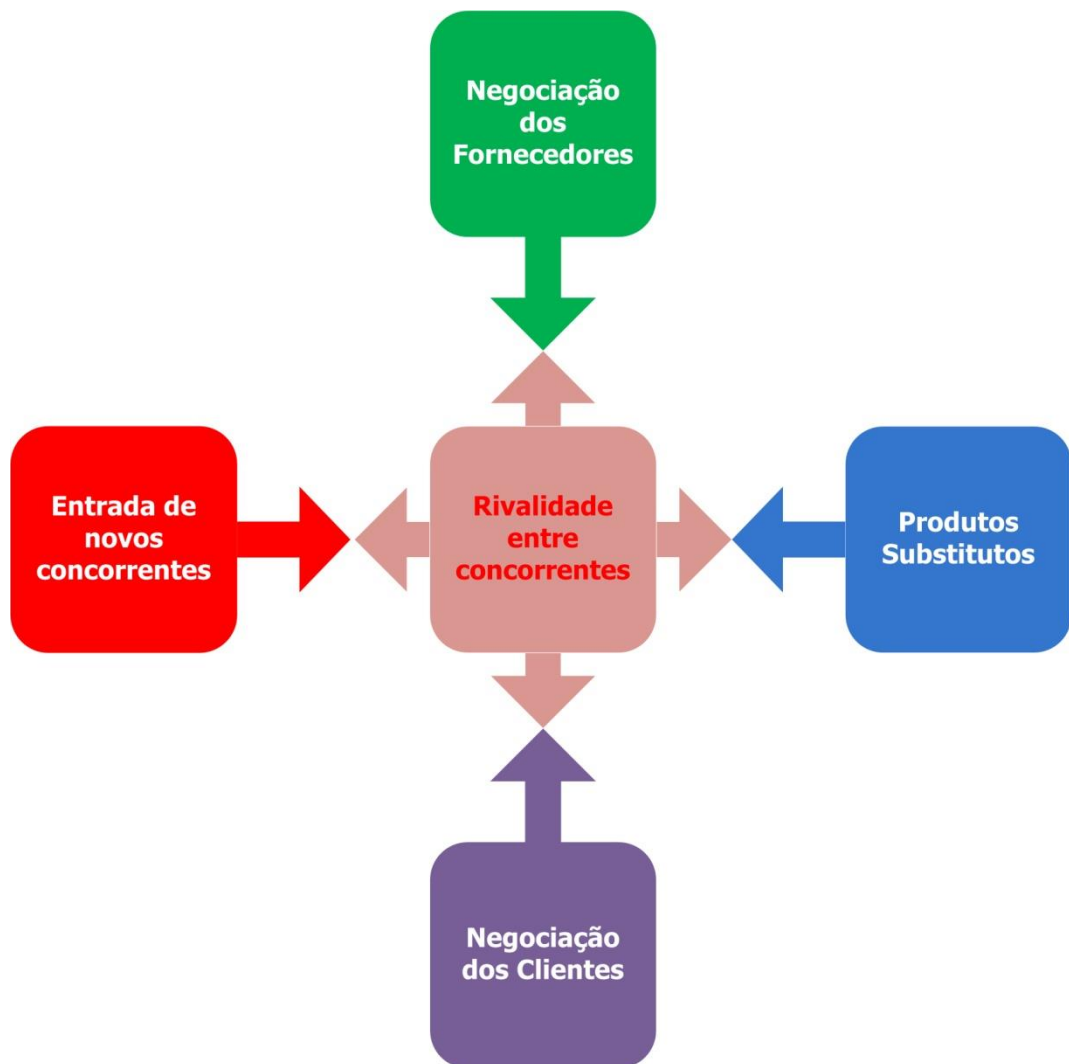 Negociação
dos
Fornecedores
Entrada de
novos
concorrentes
Rivalidade
entre
concorrentes
Produtos
Substitutos
Negociação
dos Clientes